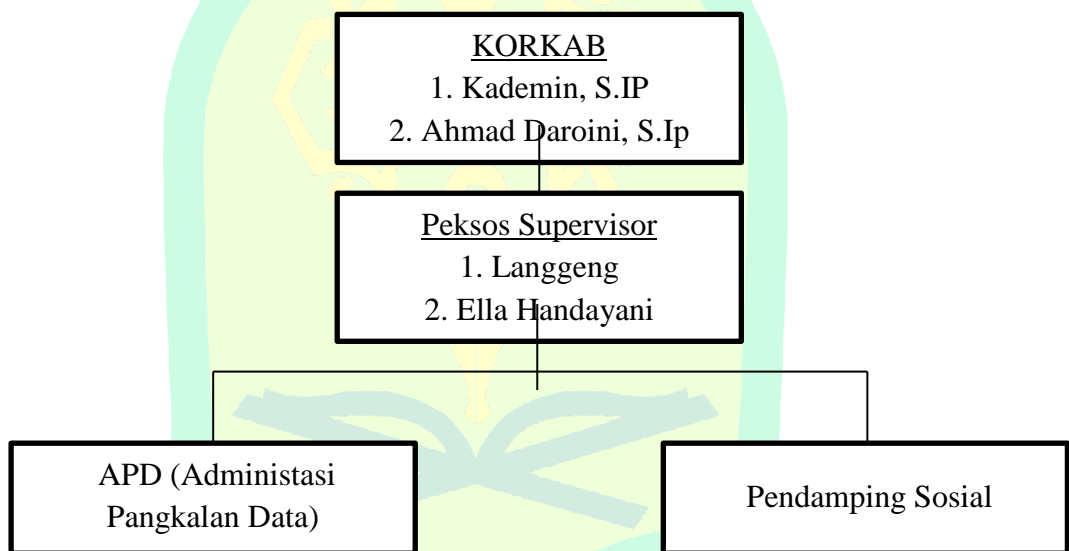 KORKAB
1. Kademin, S.IP
2. Ahmad Daroini, S.Ip
Peksos Supervisor
1. Langgeng
2. Ella Handayani
APD (Administasi
Pangkalan Data)
Pendamping Sosial